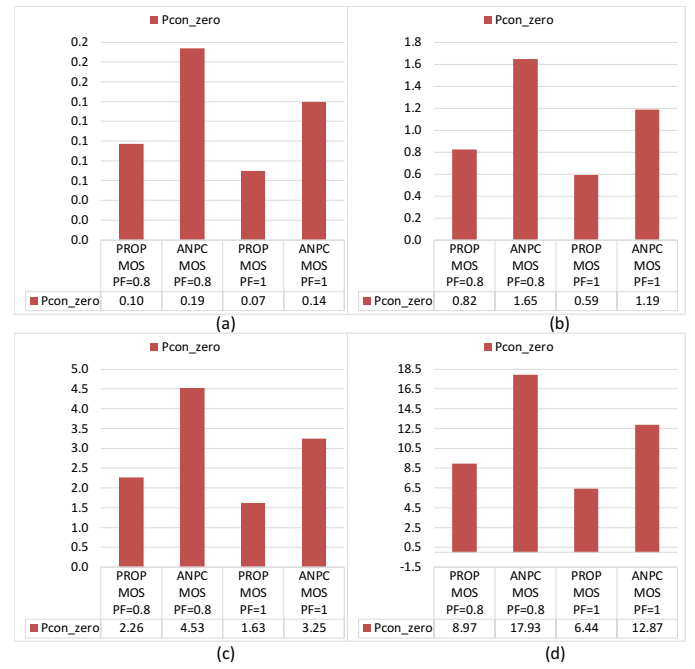 Pcon_zero
0.2
0.2
0.2
0.1
0.1
0.1
0.1
0.1
0.0
0.0
0.0
PROP MOS PF=0.8
ANPC MOS PF=0.8
PROP MOS PF=1
ANPC MOS PF=1
Pcon_zero 0.10 0.19 0.07 0.14
(a)
Pcon_zero
1.8
1.6
1.4
1.2
1.0
0.8
0.6
0.4
0.2
0.0
PROP MOS PF=0.8
ANPC MOS PF=0.8
PROP MOS PF=1
ANPC MOS PF=1
Pcon_zero 0.82 1.65 0.59 1.19
(b)
Pcon_zero
5.0
4.5
4.0
3.5
3.0
2.5
2.0
1.5
1.0
0.5
0.0
PROP MOS PF=0.8
ANPC MOS PF=0.8
PROP MOS PF=1
ANPC MOS PF=1
Pcon_zero 2.26 4.53 1.63 3.25
(c)
Pcon_zero
18.5
16.5
14.5
12.5
10.5
8.5
6.5
4.5
2.5
0.5
-1.5
PROP MOS PF=0.8
ANPC MOS PF=0.8
PROP MOS PF=1
ANPC MOS PF=1
Pcon_zero 8.97 17.93 6.44 12.87
(d)